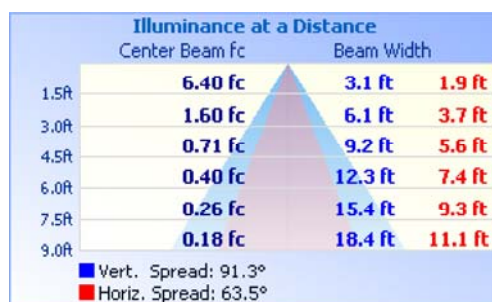 Illuminance at a Distance
Center Beam fc Beam Width
1.5ft 6.40 fc 3.1 ft 1.9 ft
3.0ft 1.60 fc 6.1 ft 3.7 ft
4.5ft 0.71 fc 9.2 ft 5.6 ft
6.0ft 0.40 fc 12.3 ft 7.4 ft
7.5ft 0.26 fc 15.4 ft 9.3 ft
9.0ft 0.18 fc 18.4 ft 11.1 ft
Vert. Spread: 91.3°
Horiz. Spread: 63.5°